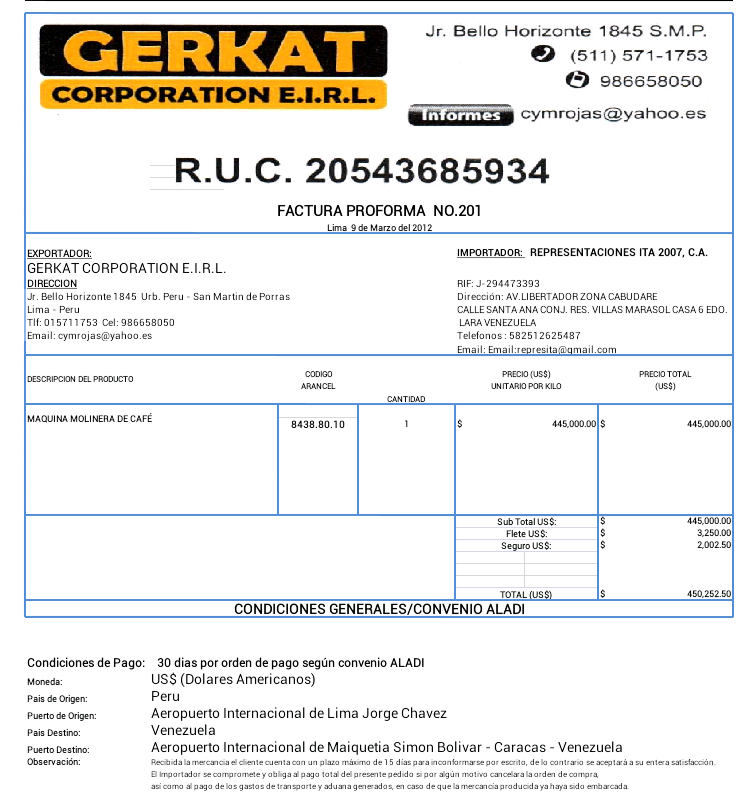 GERKAT
CORPORATION E.I.R.L.
Jr. Bello Horizonte 1845 S.M.P.
(511) 571-1753
986658050
Informes cymrojas@yahoo.es
R.U.C. 20543685934
FACTURA PROFORMA NO.201
Lima 9 de Marzo del 2012
EXPORTADOR:
GERKAT CORPORATION E.I.R.L.
DIRECCION
Jr. Bello Horizonte 1845 Urb. Peru - San Martin de Porras
Lima - Peru
Tlf: 015711753 Cel: 986658050
Email: cymrojas@yahoo.es
IMPORTADOR: REPRESENTACIONES ITA 2007, C.A.
RIF: J-294473393
Dirección: AV.LIBERTADOR ZONA CABUDARE
CALLE SANTA ANA CONJ. RES. VILLAS MARASOL CASA 6 EDO.
LARA VENEZUELA
Telefonos : 582512625487
Email: Email:represita@gmail.com
DESCRIPCION DEL PRODUCTO
CODIGO
ARANCEL
CANTIDAD
PRECIO (US$)
UNITARIO POR KILO
PRECIO TOTAL
(US$)
MAQUINA MOLINERA DE CAFÉ 8438.80.10 1 $ 445,000.00 $ 445,000.00
Sub Total US$: $ 445,000.00
Flete US$: $ 3,250.00
Seguro US$: $ 2,002.50
TOTAL (US$) $ 450,252.50
CONDICIONES GENERALES/CONVENIO ALADI
Condiciones de Pago: 30 dias por orden de pago según convenio ALADI
Moneda: US$ (Dolares Americanos)
Pais de Origen: Peru
Puerto de Origen: Aeropuerto Internacional de Lima Jorge Chavez
Pais Destino: Venezuela
Puerto Destino: Aeropuerto Internacional de Maiquetia Simon Bolivar - Caracas - Venezuela
Observación: Recibida la mercancia el cliente cuenta con un plazo máximo de 15 días para inconformarse por escrito, de lo contrario se aceptará a su entera satisfacción.
El Importador se compromete y obliga al pago total del presente pedido si por algún motivo cancelara la orden de compra,
así como al pago de los gastos de transporte y aduana generados, en caso de que la mercancía producida ya haya sido embarcada.